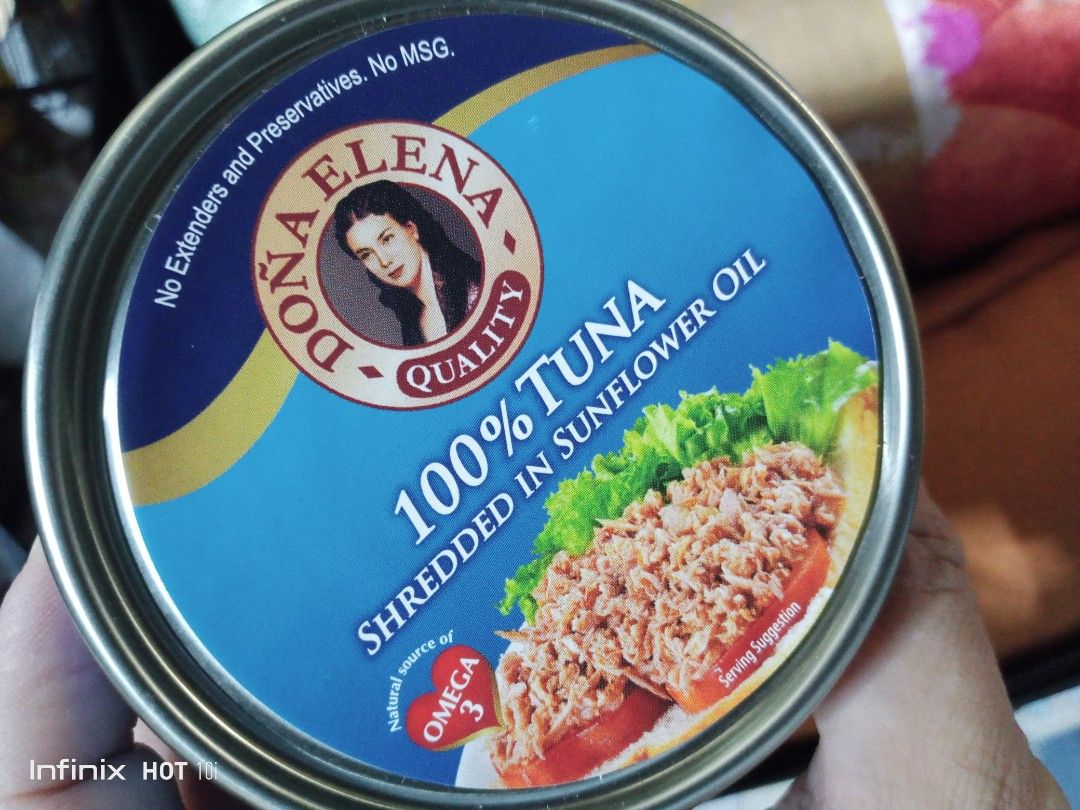 No Extenders and Preservatives. No MSG.
DOÑA ELENA
QUALITY
100% TUNA
SHREDDED IN SUNFLOWER OIL
Natural source of
OMEGA
3
Serving Suggestion
Infinix HOT 10i